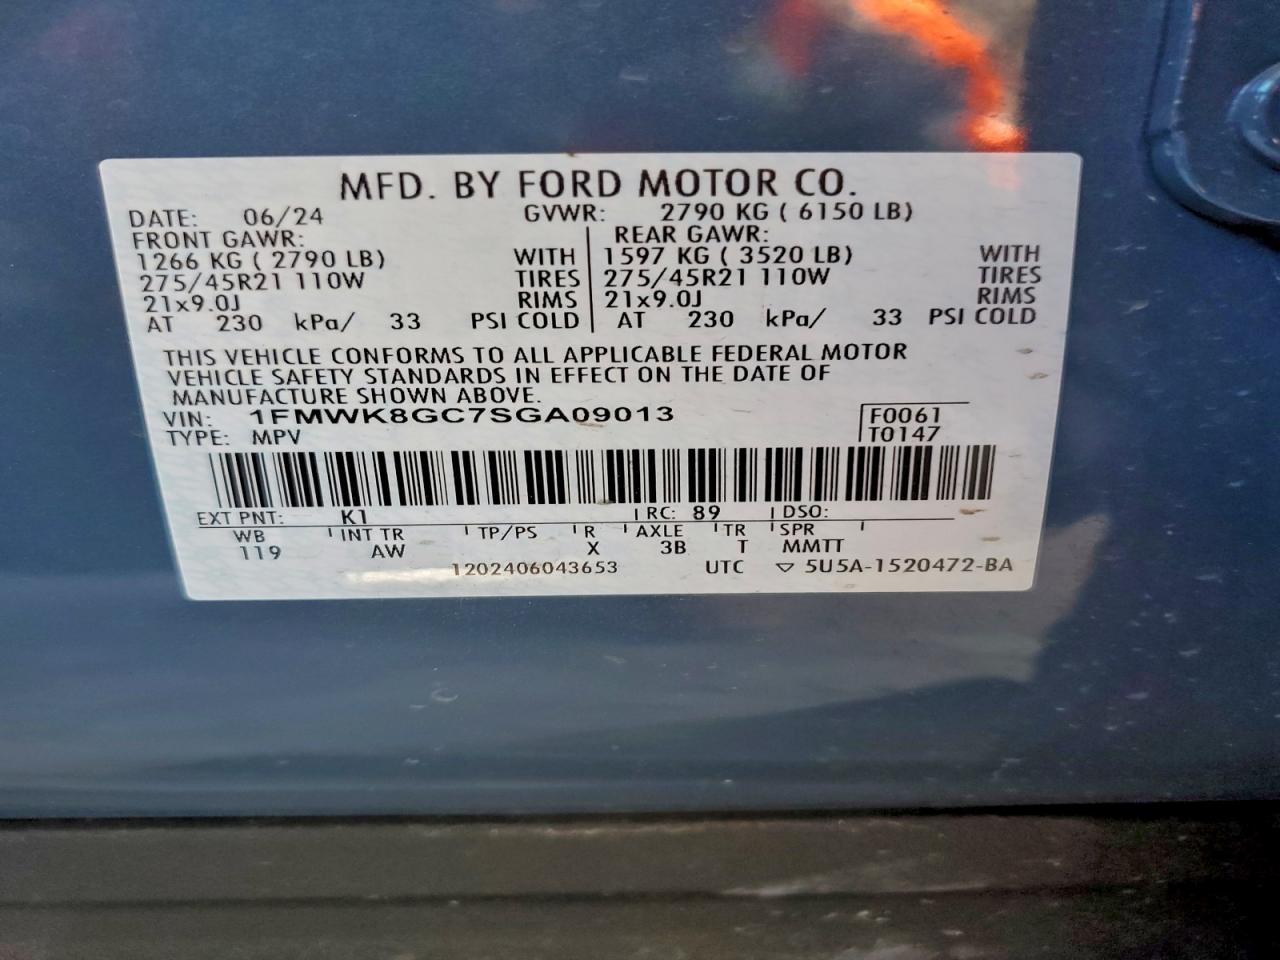 MFD. BY FORD MOTOR CO.
DATE: 06/24 GVWR: 2790 KG ( 6150 LB)
FRONT GAWR: REAR GAWR:
1266 KG ( 2790 LB) WITH 1597 KG ( 3520 LB) WITH
275/45R21 110W TIRES 275/45R21 110W TIRES
21x9.0J RIMS 21x9.0J RIMS
AT 230 kPa/ 33 PSI COLD AT 230 kPa/ 33 PSI COLD
THIS VEHICLE CONFORMS TO ALL APPLICABLE FEDERAL MOTOR
VEHICLE SAFETY STANDARDS IN EFFECT ON THE DATE OF
MANUFACTURE SHOWN ABOVE.
VIN: 1FMWK8GC7SGA09013 F0061
TYPE: MPV T0147
EXT PNT: K1 RC: 89 DSO:
WB INT TR TP/PS R AXLE TR SPR
119 AW X 3B T MMTT
1202406043653 UTC ▽ 5U5A-1520472-BA